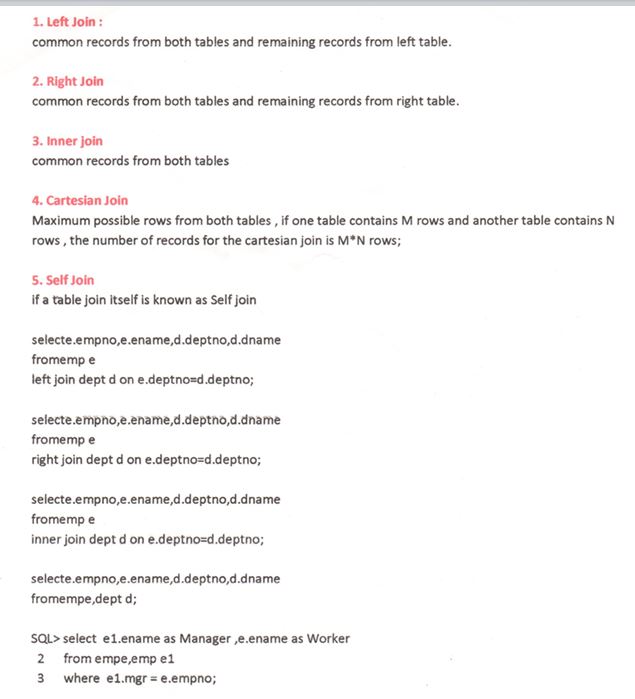 1. Left Join :
common records from both tables and remaining records from left table.
2. Right Join
common records from both tables and remaining records from right table.
3. Inner join
common records from both tables
4. Cartesian Join
Maximum possible rows from both tables , if one table contains M rows and another table contains N
rows , the number of records for the cartesian join is M*N rows;
5. Self Join
if a table join itself is known as Self join
selecte.empno,e.ename,d.deptno,d.dname
fromemp e
left join dept d on e.deptno=d.deptno;
selecte.empno,e.ename,d.deptno,d.dname
fromemp e
right join dept d on e.deptno=d.deptno;
selecte.empno,e.ename,d.deptno,d.dname
fromemp e
inner join dept d on e.deptno=d.deptno;
selecte.empno,e.ename,d.deptno,d.dname
fromempe,dept d;
SQL> select e1.ename as Manager ,e.ename as Worker
2 from empe,emp e1
3 where e1.mgr = e.empno;